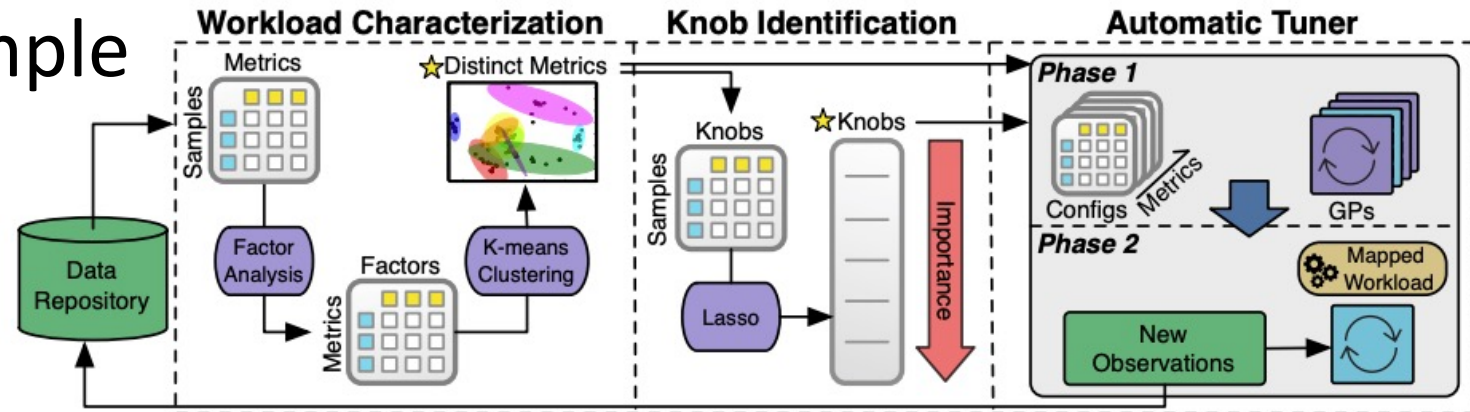 mple
Workload Characterization
Knob Identification
Automatic Tuner
Metrics
Samples
Distinct Metrics
Factor
Analysis
K-means
Clustering
Factors
Metrics
Data
Repository
Knobs
Samples
Lasso
Knobs
Importance
Phase 1
Configs
Metrics
GPs
Phase 2
Mapped
Workload
New
Observations